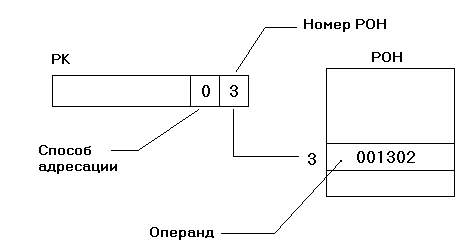 Номер РОН
РК
РОН
0 3
Способ
адресации
3
001302
Операнд